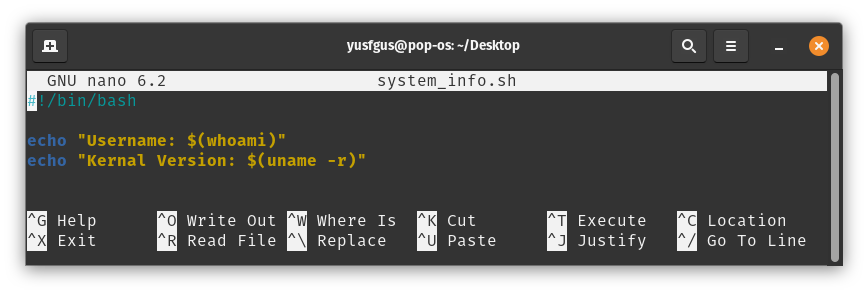 yusfgus@pop-os: ~/Desktop
GNU nano 6.2 system_info.sh
#!/bin/bash
echo "Username: $(whoami)"
echo "Kernal Version: $(uname -r)"
^G Help ^O Write Out ^W Where Is ^K Cut ^T Execute ^C Location
^X Exit ^R Read File ^\ Replace ^U Paste ^J Justify ^/ Go To Line